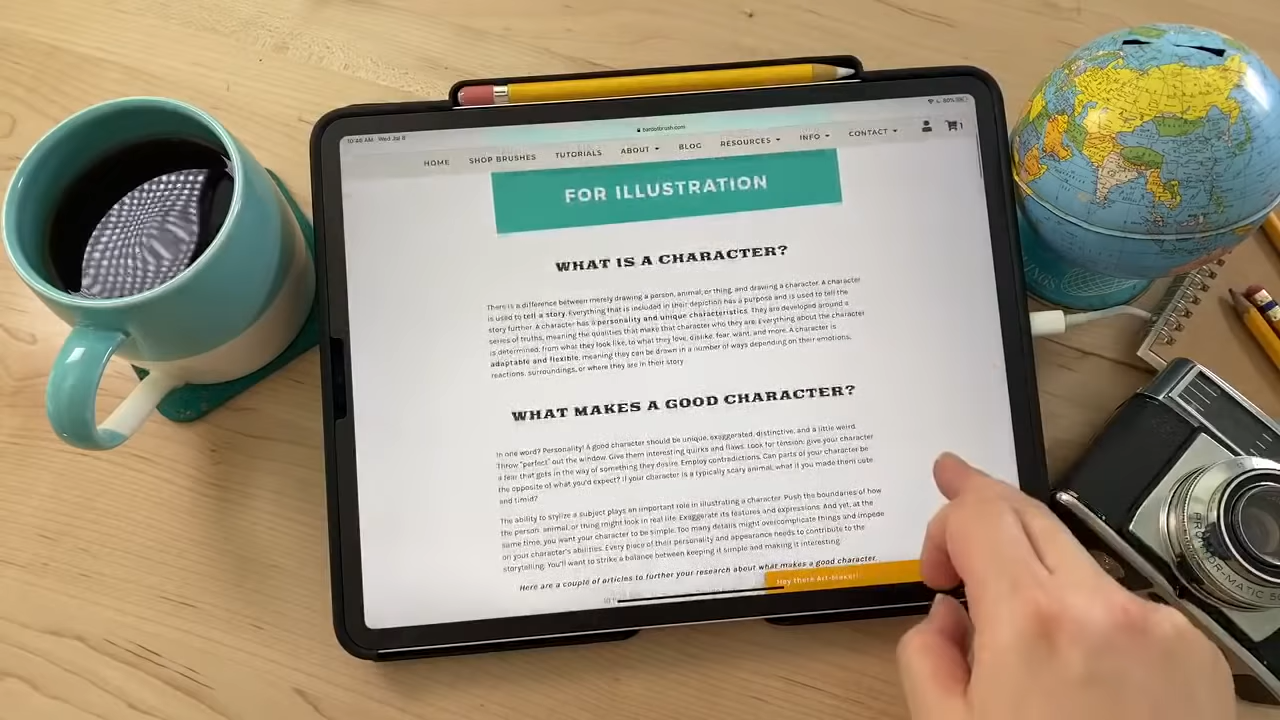 10:46 AM Wed Jul 8
bardotbrush.com
HOME SHOP BRUSHES TUTORIALS ABOUT BLOG RESOURCES INFO CONTACT 1
FOR ILLUSTRATION
WHAT IS A CHARACTER?
There is a difference between merely drawing a person, animal, or thing, and drawing a character. A character
is used to tell a story. Everything that is included in their depiction has a purpose and is used to tell the
story further. A character has a personality and unique characteristics. They are developed around a
series of truths, meaning the qualities that make that character who they are. Everything about the character
is determined, from what they look like, to what they love, dislike, fear, want, and more. A character is
adaptable and flexible, meaning they can be drawn in a number of ways depending on their emotions,
reactions, surroundings, or where they are in their story
WHAT MAKES A GOOD CHARACTER?
In one word? Personality! A good character should be unique, exaggerated, distinctive, and a little weird.
Throw "perfect" out the window. Give them interesting quirks and flaws. Look for tension: give your character
a fear that gets in the way of something they desire. Employ contradictions. Can parts of your character be
the opposite of what you'd expect? If your character is a typically scary animal, what if you made them cute
and timid?
The ability to stylize a subject plays an important role in illustrating a character. Push the boundaries of how
the person, animal, or thing might look in real life. Exaggerate its features and expressions. And yet, at the
same time, you want your character to be simple. Too many details might overcomplicate things and impede
on your character's abilities. Every piece of their personality and appearance needs to contribute to the
storytelling. You'll want to strike a balance between keeping it simple and making it interesting.
Here are a couple of articles to further your research about what makes a good character.
Hey there Art-Maker!